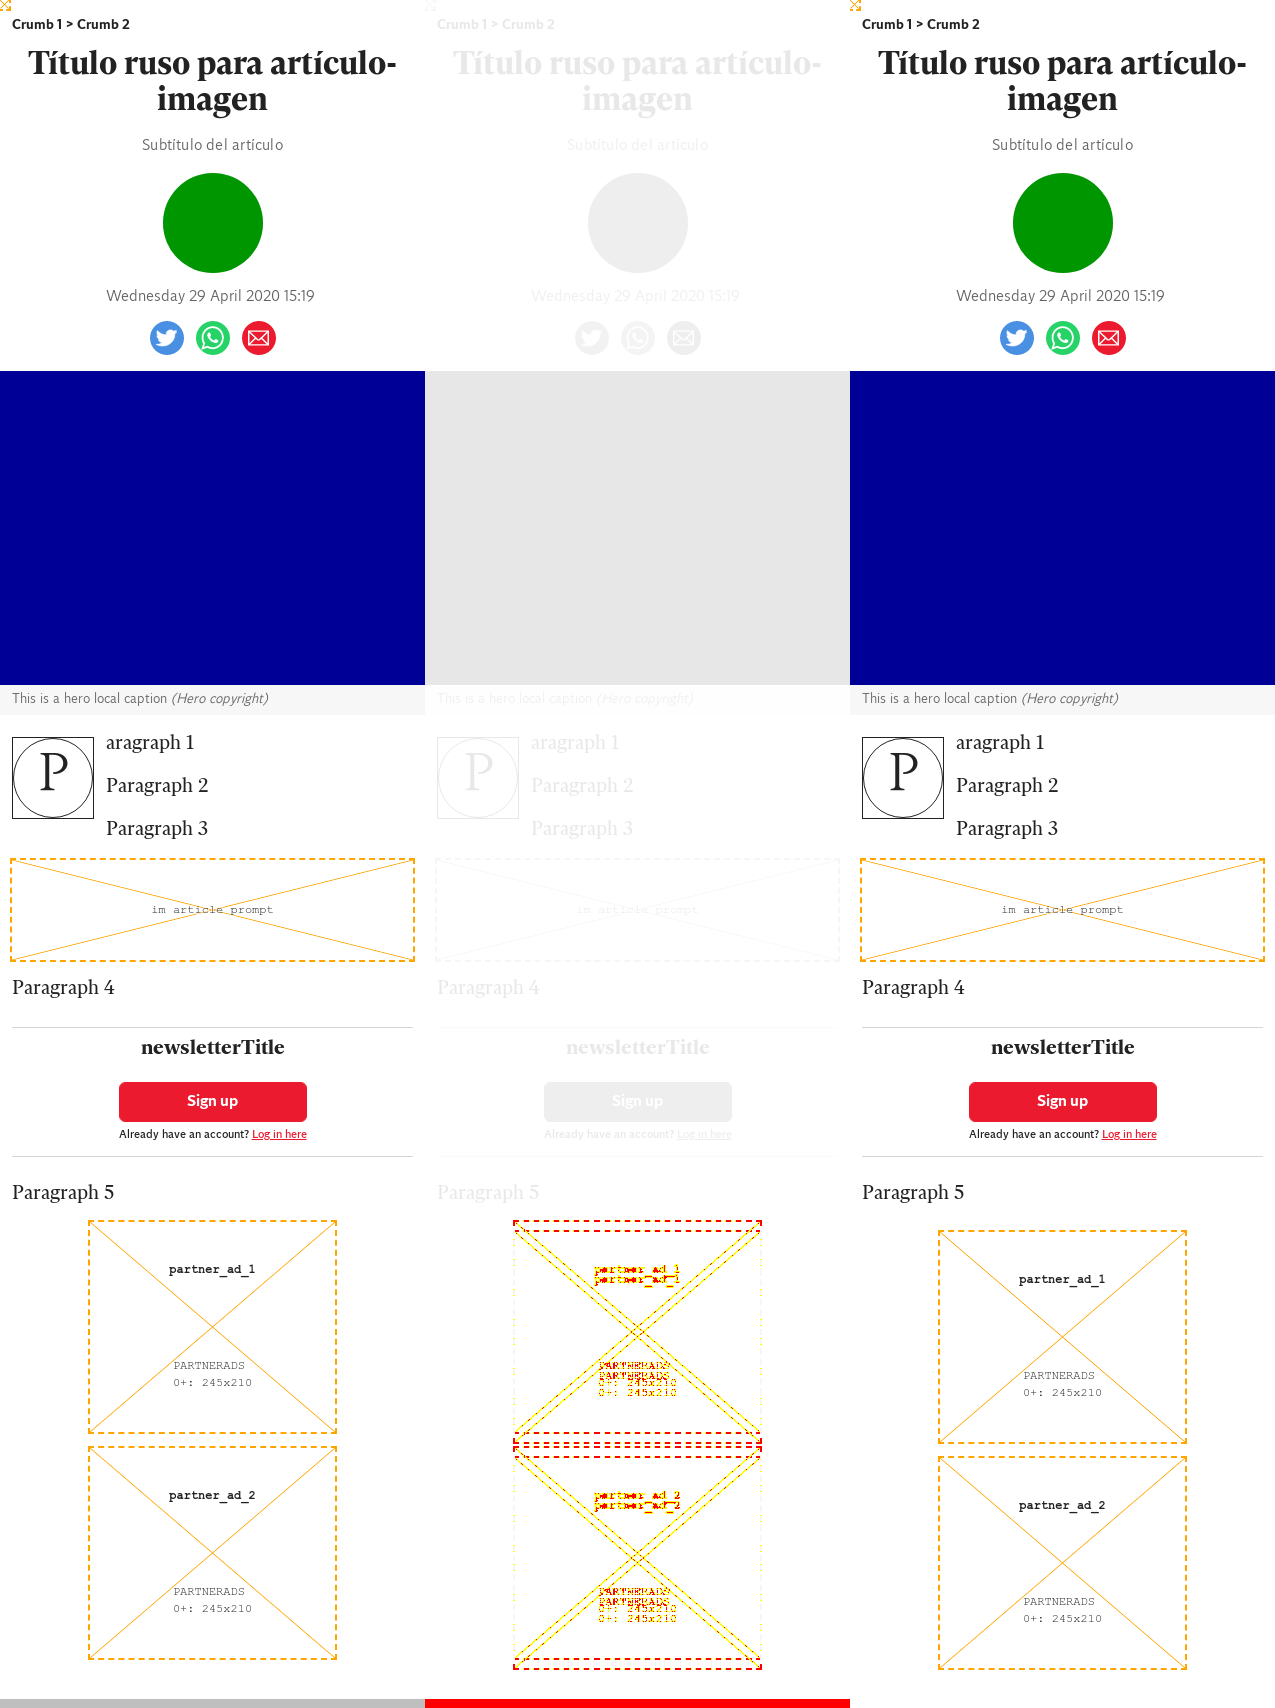 Crumb 1 > Crumb 2
Título ruso para artículo-
imagen
Subtítulo del artículo
Wednesday 29 April 2020 15:19
This is a hero local caption (Hero copyright)
P
aragraph 1
Paragraph 2
Paragraph 3
im article prompt
Paragraph 4
newsletterTitle
Sign up
Already have an account? Log in here
Paragraph 5
partner_ad_1
PARTNERADS
0+: 245x210
partner_ad_2
PARTNERADS
0+: 245x210
Crumb 1 > Crumb 2
Título ruso para artículo-
imagen
Subtítulo del artículo
Wednesday 29 April 2020 15:19
This is a hero local caption (Hero copyright)
P
aragraph 1
Paragraph 2
Paragraph 3
im article prompt
Paragraph 4
newsletterTitle
Sign up
Already have an account? Log in here
Paragraph 5
partner_ad_1
partner_ad_1
PARTNERADS
PARTNERADS
0+: 245x210
0+: 245x210
partner_ad_2
partner_ad_2
PARTNERADS
PARTNERADS
0+: 245x210
0+: 245x210
Crumb 1 > Crumb 2
Título ruso para artículo-
imagen
Subtítulo del artículo
Wednesday 29 April 2020 15:19
This is a hero local caption (Hero copyright)
P
aragraph 1
Paragraph 2
Paragraph 3
im article prompt
Paragraph 4
newsletterTitle
Sign up
Already have an account? Log in here
Paragraph 5
partner_ad_1
PARTNERADS
0+: 245x210
partner_ad_2
PARTNERADS
0+: 245x210